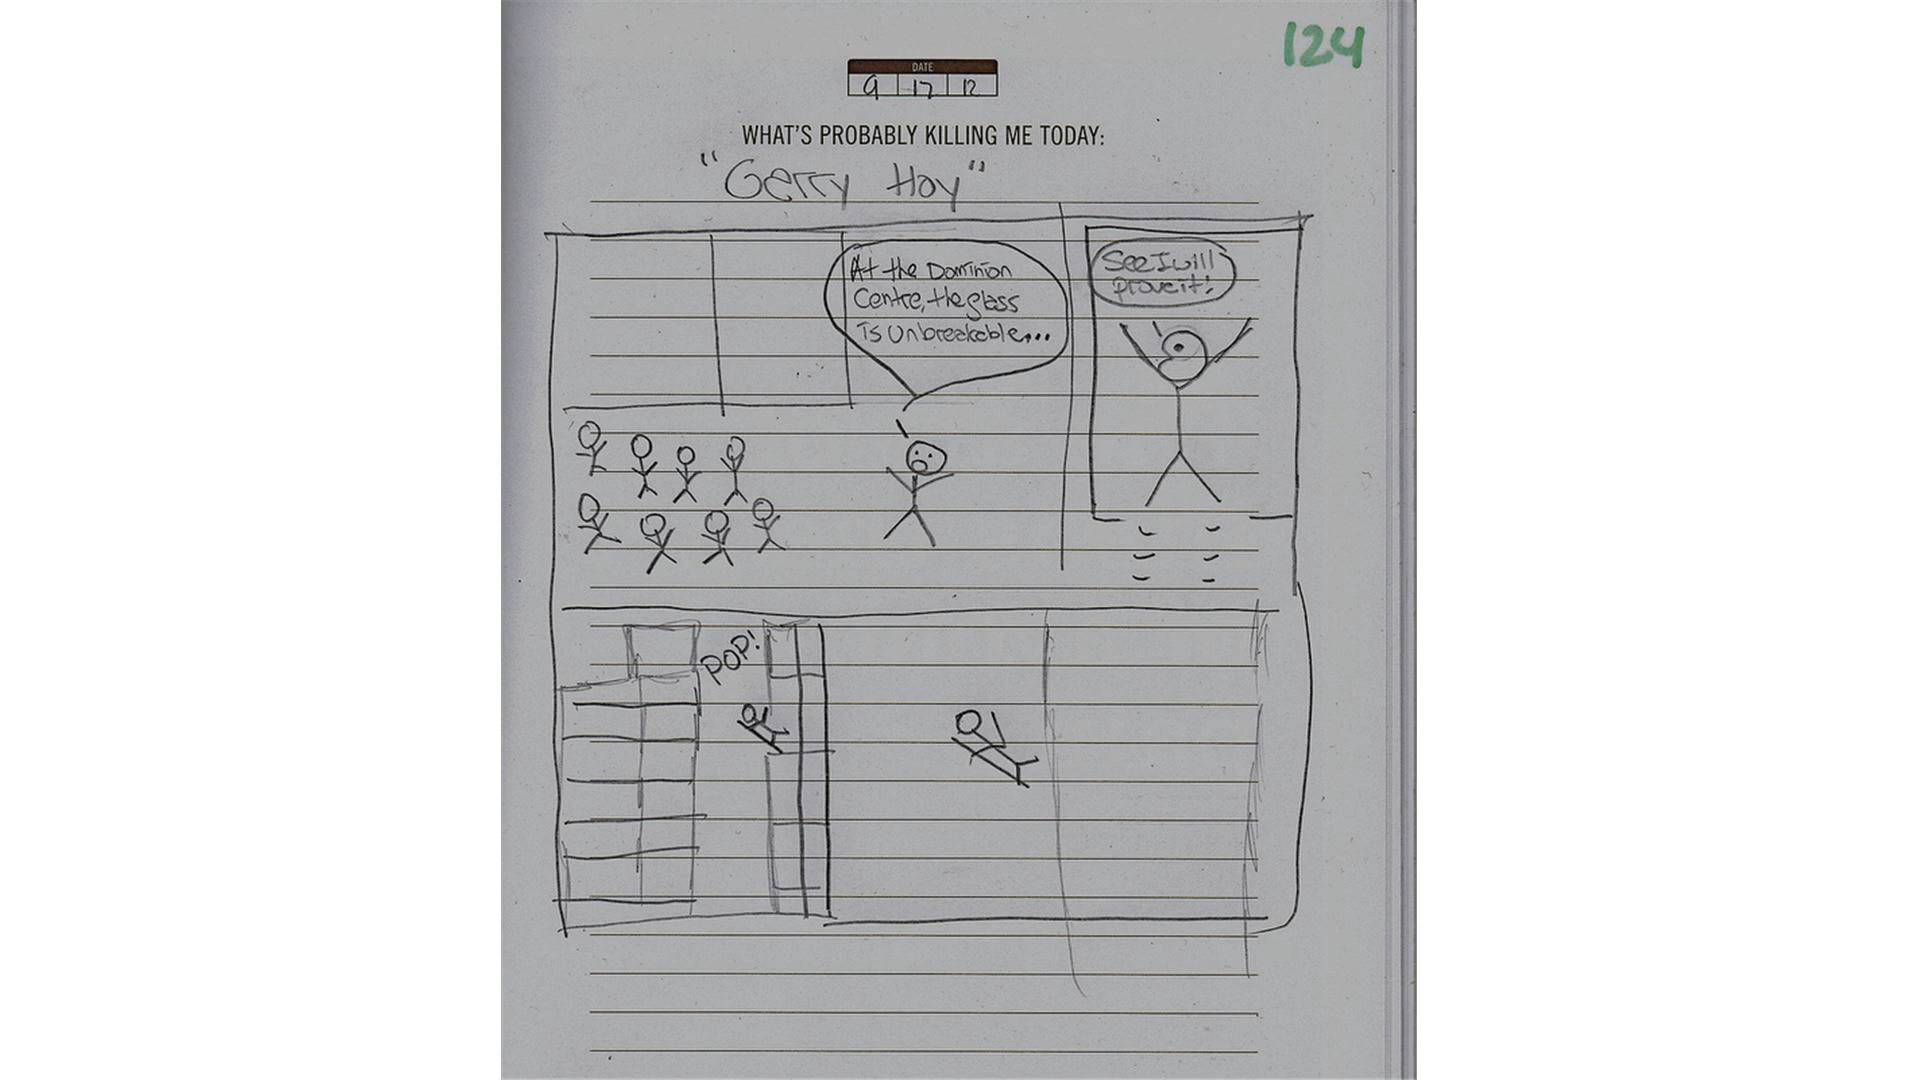 124
DATE
9 17 12
WHAT'S PROBABLY KILLING ME TODAY:
"Gerry Hoy"
At the Dominion
Centre, the glass
is unbreakable...
See I will
prove it!
POP!